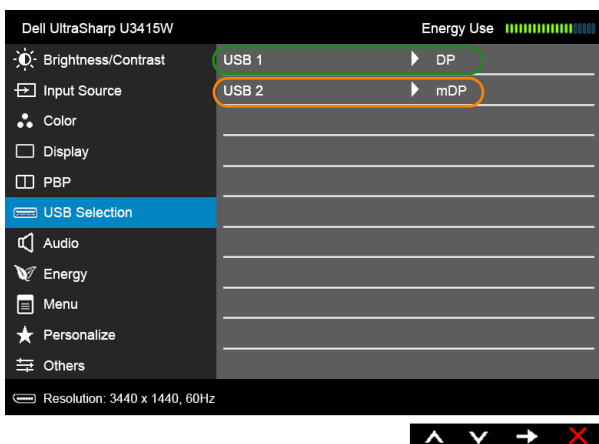 Dell UltraSharp U3415W Energy Use
Brightness/Contrast USB 1 DP
Input Source USB 2 mDP
Color
Display
PBP
USB Selection
Audio
Energy
Menu
Personalize
Others
Resolution: 3440 x 1440, 60Hz